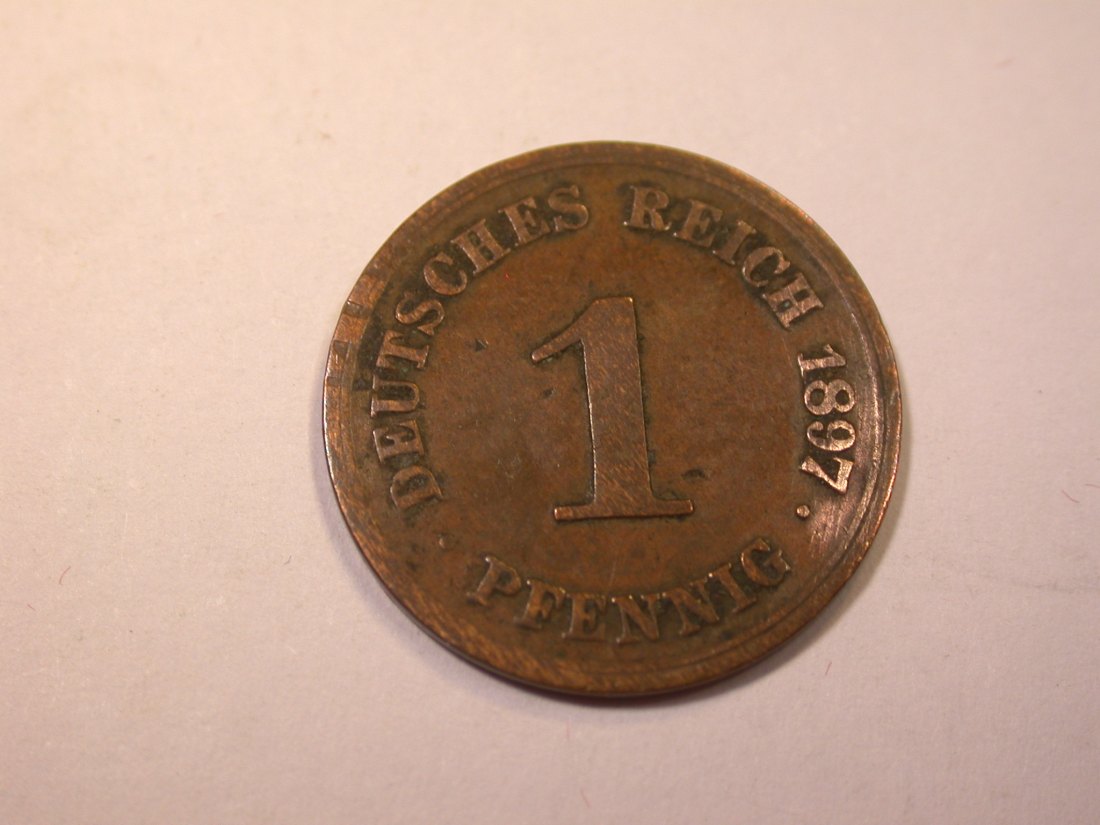 DEUTSCHES REICH 1897
1
PFENNIG